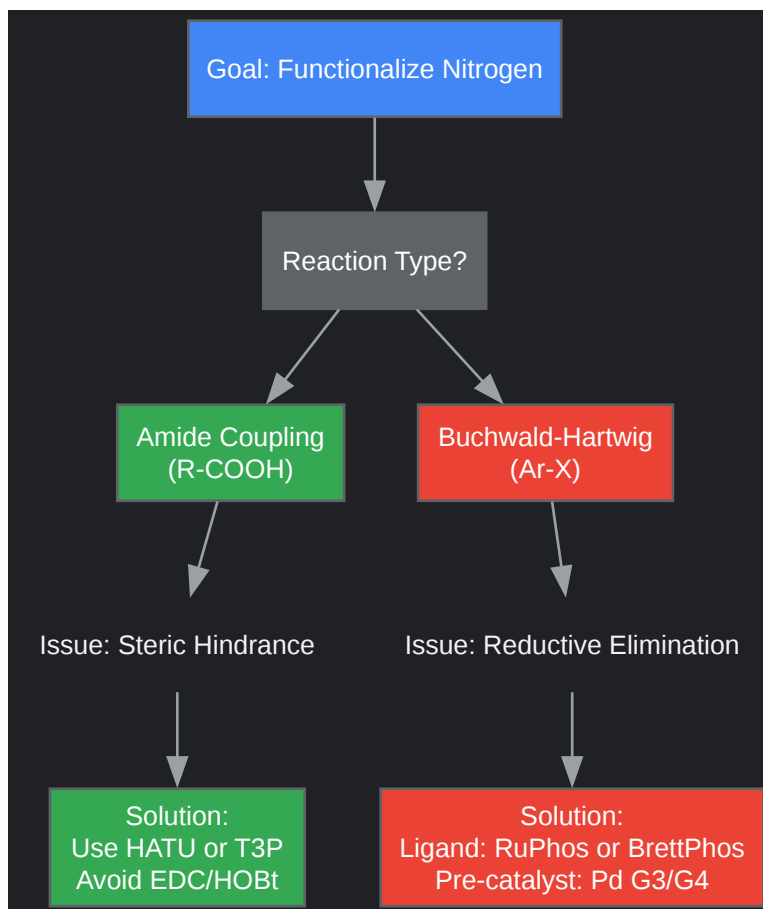 Goal: Functionalize Nitrogen
Reaction Type?
Amide Coupling
(R-COOH)
Buchwald-Hartwig
(Ar-X)
Issue: Steric Hindrance
Issue: Reductive Elimination
Solution:
Use HATU or T3P
Avoid EDC/HOBt
Solution:
Ligand: RuPhos or BrettPhos
Pre-catalyst: Pd G3/G4